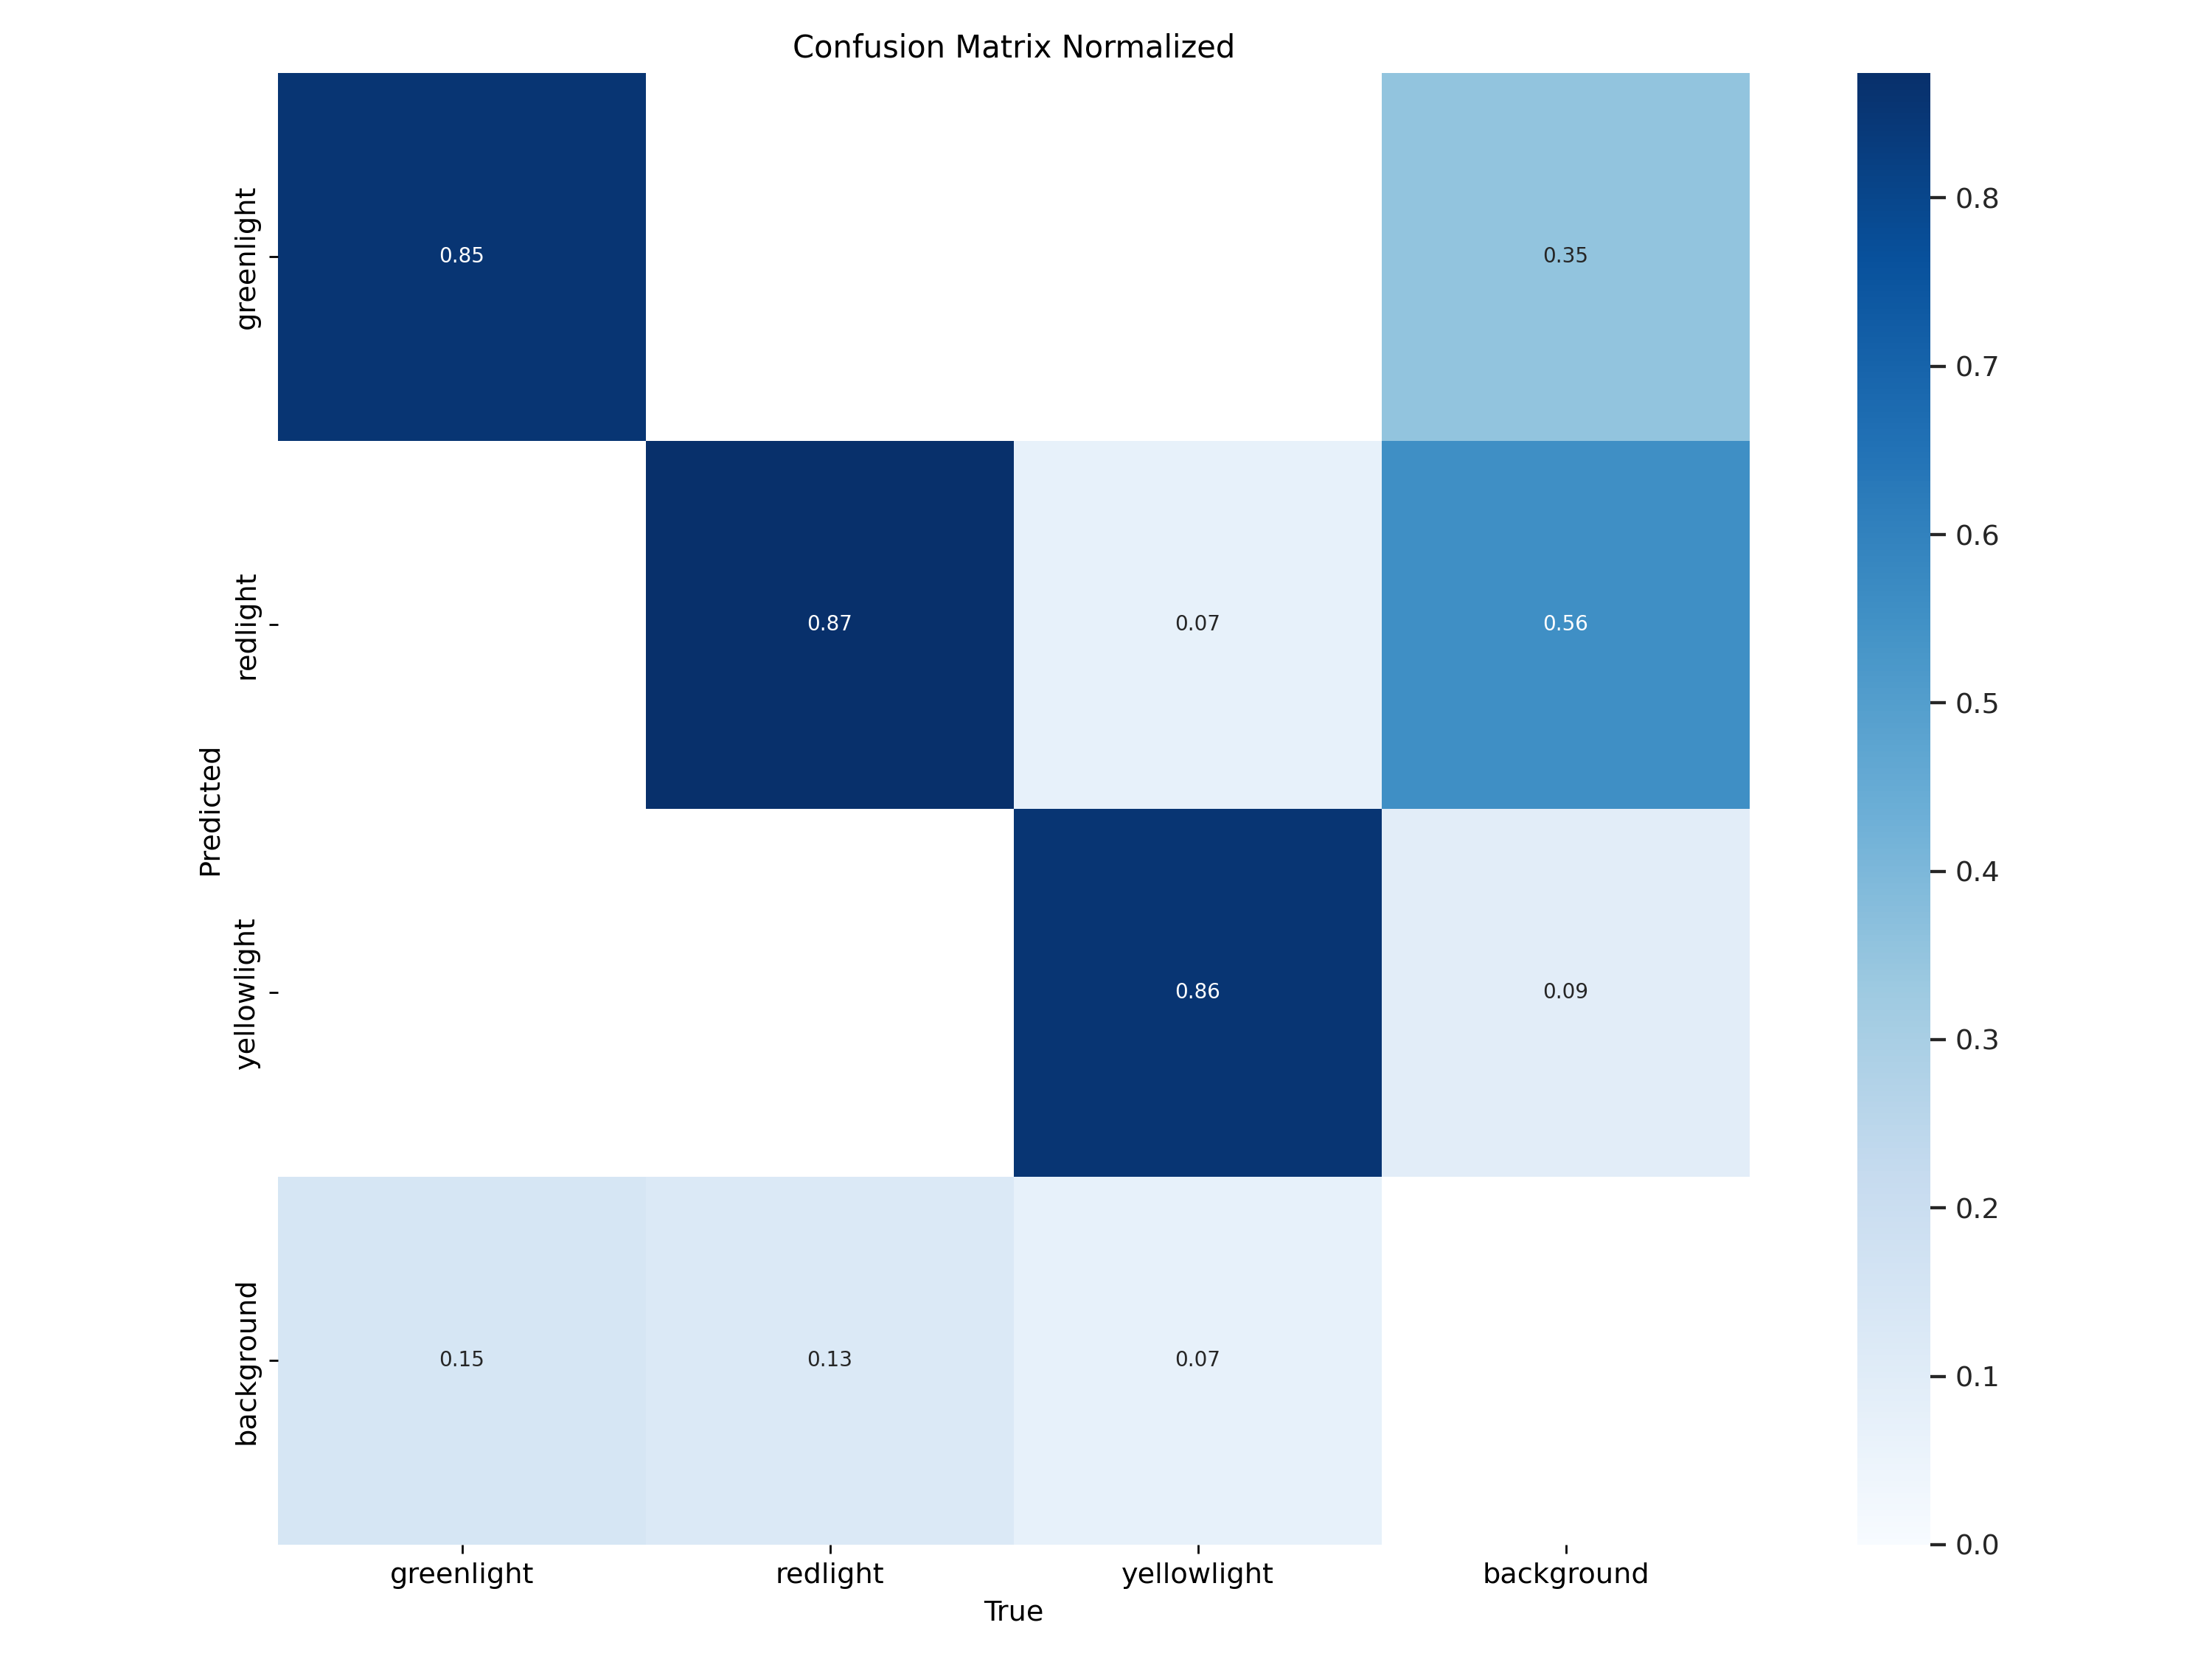 Confusion Matrix Normalized
greenlight
0.85
0.35
redlight
0.87
0.07
0.56
yellowlight
0.86
0.09
background
0.15
0.13
0.07
Predicted
greenlight
redlight
yellowlight
background
True
0.8
0.7
0.6
0.5
0.4
0.3
0.2
0.1
0.0